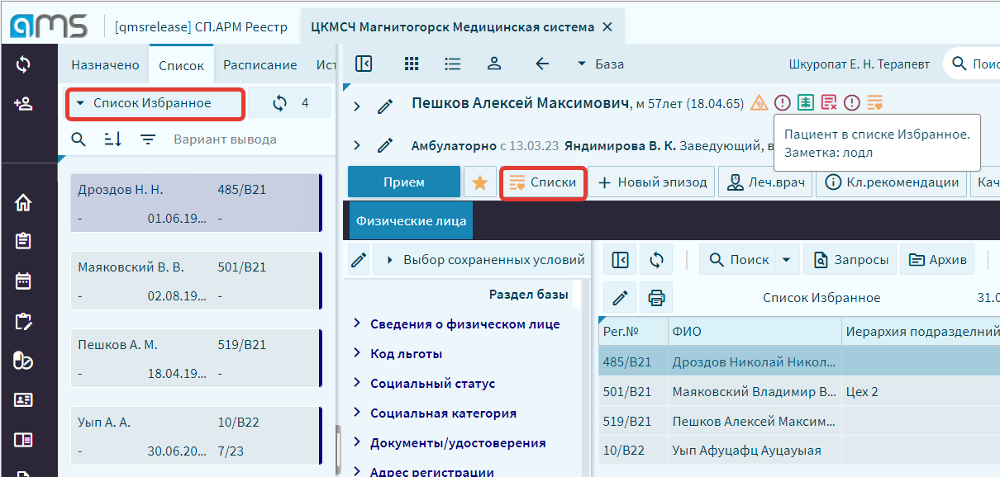 qms
[qmsrelease] СП.АРМ Реестр
ЦКМСЧ Магнитогорск Медицинская система
Назначено
Список
Расписание
Ист
База
Шкуропат Е. Н. Терапевт
Поис
Список Избранное
4
Вариант вывода
Пешков Алексей Максимович, м 57лет (18.04.65)
Пациент в списке Избранное.
Заметка: лодл
Амбулаторно с 13.03.23 Яндимирова В. К. Заведующий, в
Прием
Списки
Новый эпизод
Леч.врач
Кл.рекомендации
Кач
Физические лица
Дроздов Н. Н. 485/B21
- 01.06.19... -
Маяковский В. В. 501/B21
- 02.08.19... -
Пешков А. М. 519/B21
- 18.04.19... -
Уып А. А. 10/B22
- 30.06.20... 7/23
Выбор сохраненных условий
Раздел базы
Сведения о физическом лице
Код льготы
Социальный статус
Социальная категория
Документы/удостоверения
Адрес регистрации
Поиск
Запросы
Архив
Список Избранное
31.0
Рег.№ ФИО Иерархия подразделний
485/B21 Дроздов Николай Никол...
501/B21 Маяковский Владимир В... Цех 2
519/B21 Пешков Алексей Максим...
10/B22 Уып Афуцафц Ауцауыая